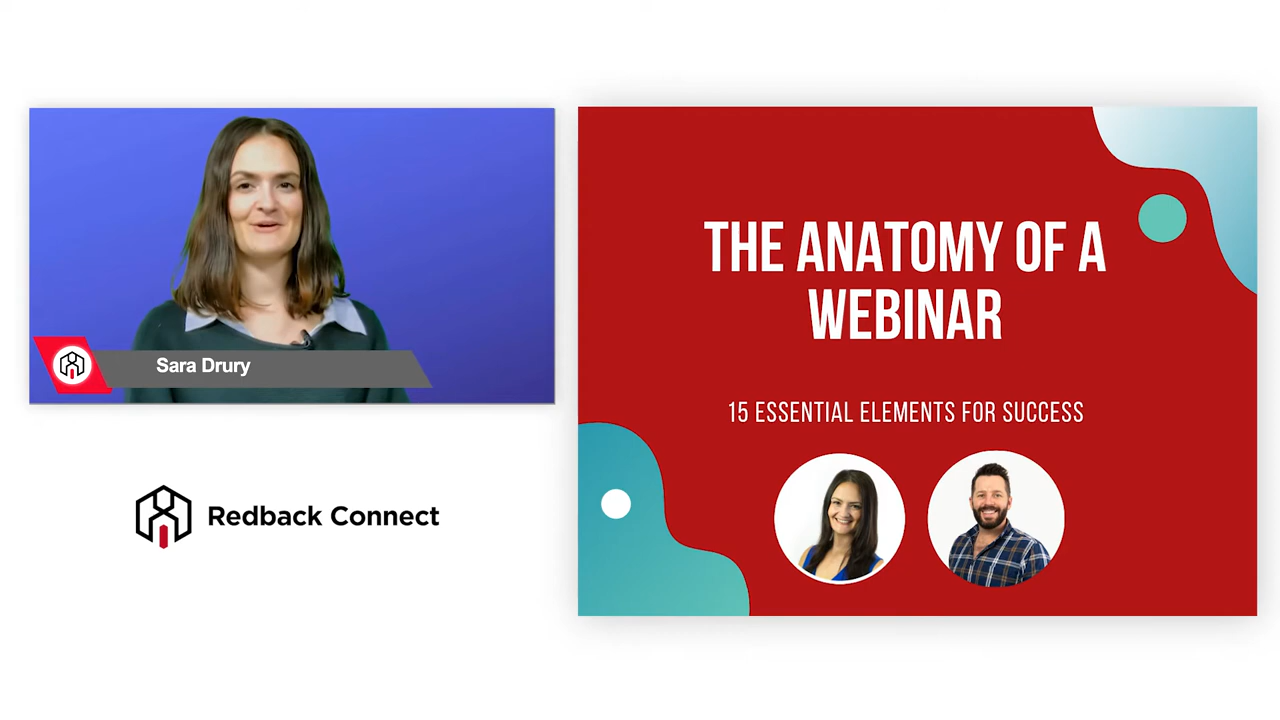 Sara Drury
Redback Connect
THE ANATOMY OF A
WEBINAR
15 ESSENTIAL ELEMENTS FOR SUCCESS